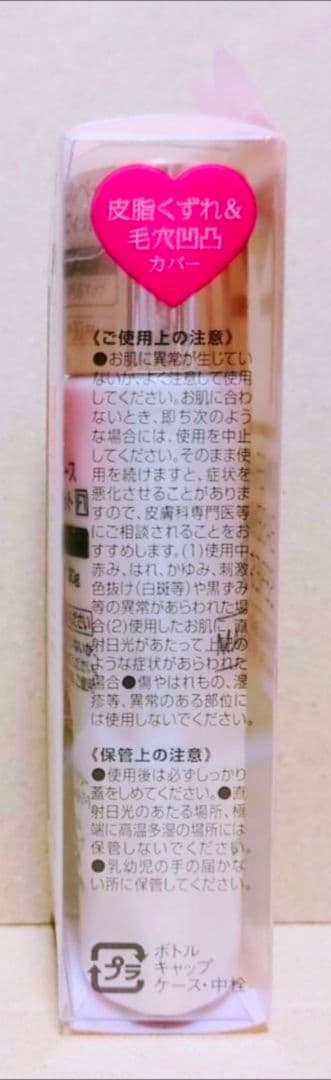 皮脂くずれ&
毛穴凹凸
カバー
《ご使用上の注意》
●お肌に異常が生じてい
ないか、よく注意して使用
してください。お肌に合わ
ないとき、即ち次のよう
な場合には、使用を中止
してください。そのまま使
用を続けますと、症状を
悪化させることがありま
すので、皮膚科専門医等
にご相談されることをお
すすめします。(1)使用中、
赤み、はれ、かゆみ、刺激、
色抜け(白斑等)や黒ずみ
等の異常があらわれた場
合(2)使用したお肌に、直
射日光があたって上記の
ような症状があらわれた
場合●傷やはれもの、湿
疹等、異常のある部位に
は使用しないでください。
《保管上の注意》
●使用後は必ずしっかり
蓋をしめてください。●直
射日光のあたる場所、極
端に高温多湿の場所には
保管しないでください。
●乳幼児の手の届かな
い所に保管してください。
プラ
ボトル
キャップ
ケース・中栓